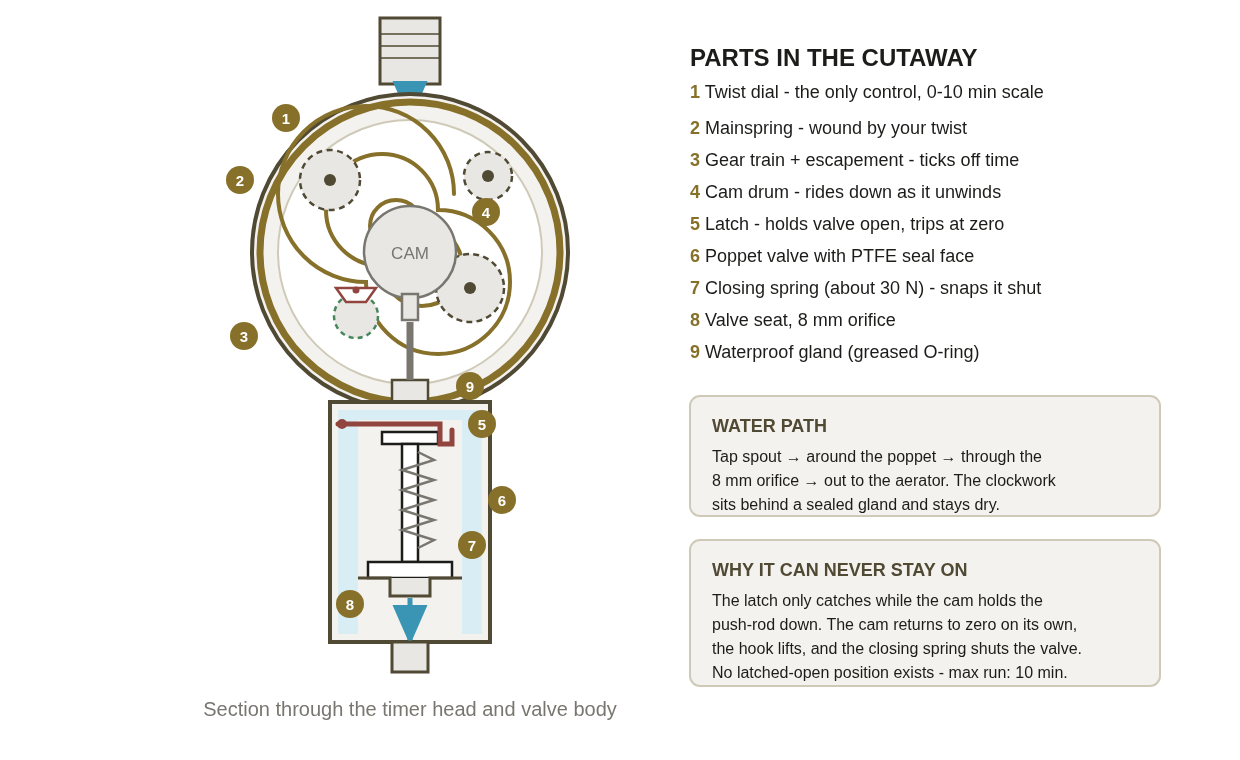 1
2
CAM
4
3
9
5
6
7
8
Section through the timer head and valve body
PARTS IN THE CUTAWAY
1 Twist dial - the only control, 0-10 min scale
2 Mainspring - wound by your twist
3 Gear train + escapement - ticks off time
4 Cam drum - rides down as it unwinds
5 Latch - holds valve open, trips at zero
6 Poppet valve with PTFE seal face
7 Closing spring (about 30 N) - snaps it shut
8 Valve seat, 8 mm orifice
9 Waterproof gland (greased O-ring)
WATER PATH
Tap spout → around the poppet → through the
8 mm orifice → out to the aerator. The clockwork
sits behind a sealed gland and stays dry.
WHY IT CAN NEVER STAY ON
The latch only catches while the cam holds the
push-rod down. The cam returns to zero on its own,
the hook lifts, and the closing spring shuts the valve.
No latched-open position exists - max run: 10 min.